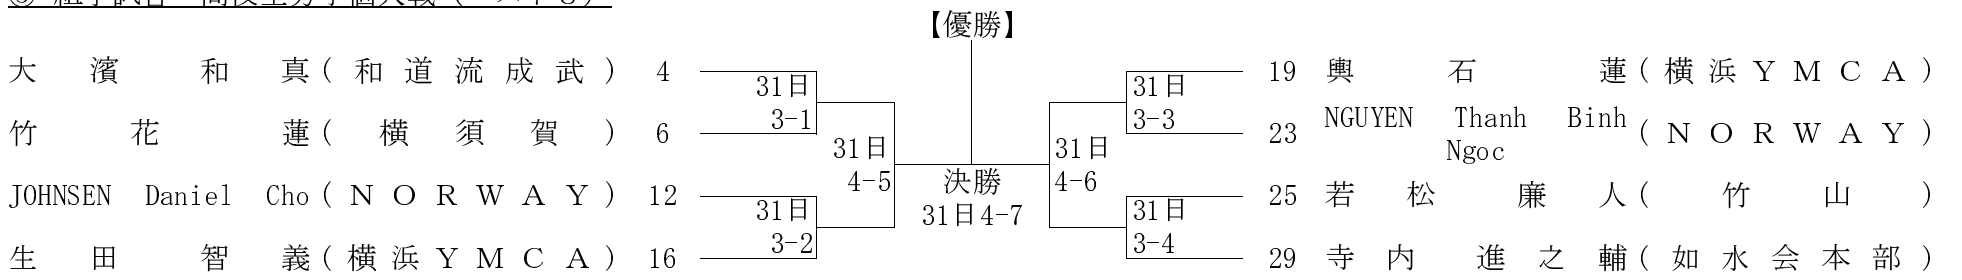 【優勝】
大濱 和真(和道流成武) 4
竹花 蓮(横須賀) 6
JOHNSEN Daniel Cho(NORWAY) 12
生田 智義(横浜YMCA) 16
31日
3-1
31日
3-2
31日
4-5
決勝
31日4-7
31日
4-6
31日
3-3
31日
3-4
19 輿石 蓮(横浜YMCA)
23 NGUYEN Thanh Binh
Ngoc (NORWAY)
25 若松 廉人(竹山)
29 寺内 進之輔(如水会本部)